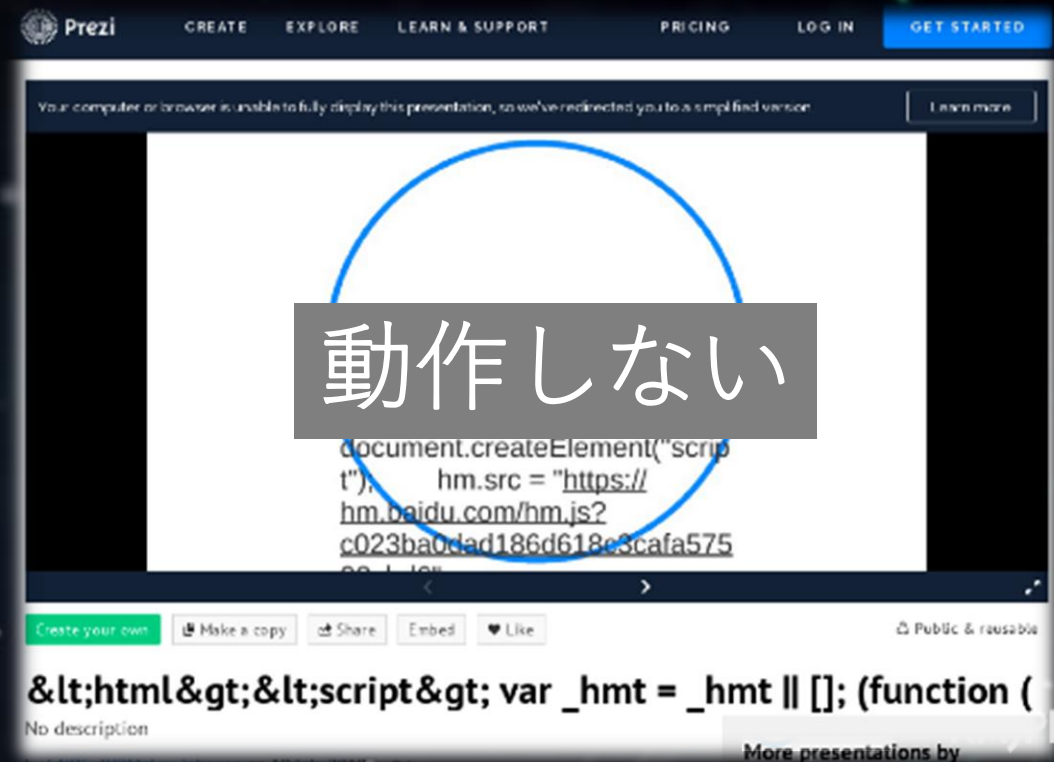 Prezi CREATE EXPLORE LEARN & SUPPORT PRICING LOG IN GET STARTED
Your computer or browser is unable to fully display this presentation, so we've redirected you to a simplified version Learn more
動作しない
document.createElement("scrip
t"); hm.src = "https://
hm.baidu.com/hm.js?
c023ba0dad186d618c3cafa575
Create your own Make a copy Share Embed Like Public & reusable
&lt;html&gt;&lt;script&gt; var _hmt = _hmt || []; (function (
No description
More presentations by